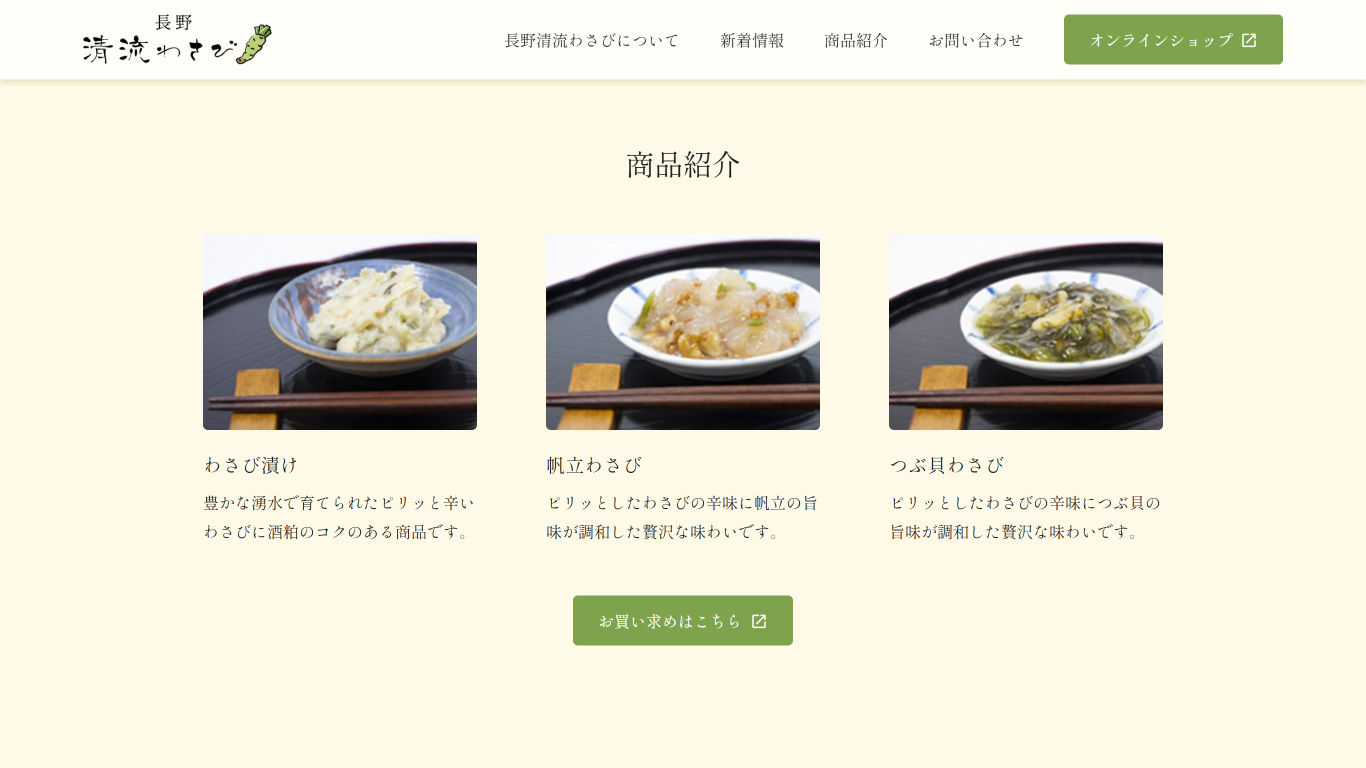 長野
清流わさび
長野清流わさびについて
新着情報
商品紹介
お問い合わせ
オンラインショップ
商品紹介
わさび漬け
豊かな湧水で育てられたピリッと辛い
わさびに酒粕のコクのある商品です。
帆立わさび
ピリッとしたわさびの辛味に帆立の旨
味が調和した贅沢な味わいです。
つぶ貝わさび
ピリッとしたわさびの辛味につぶ貝の
旨味が調和した贅沢な味わいです。
お買い求めはこちら